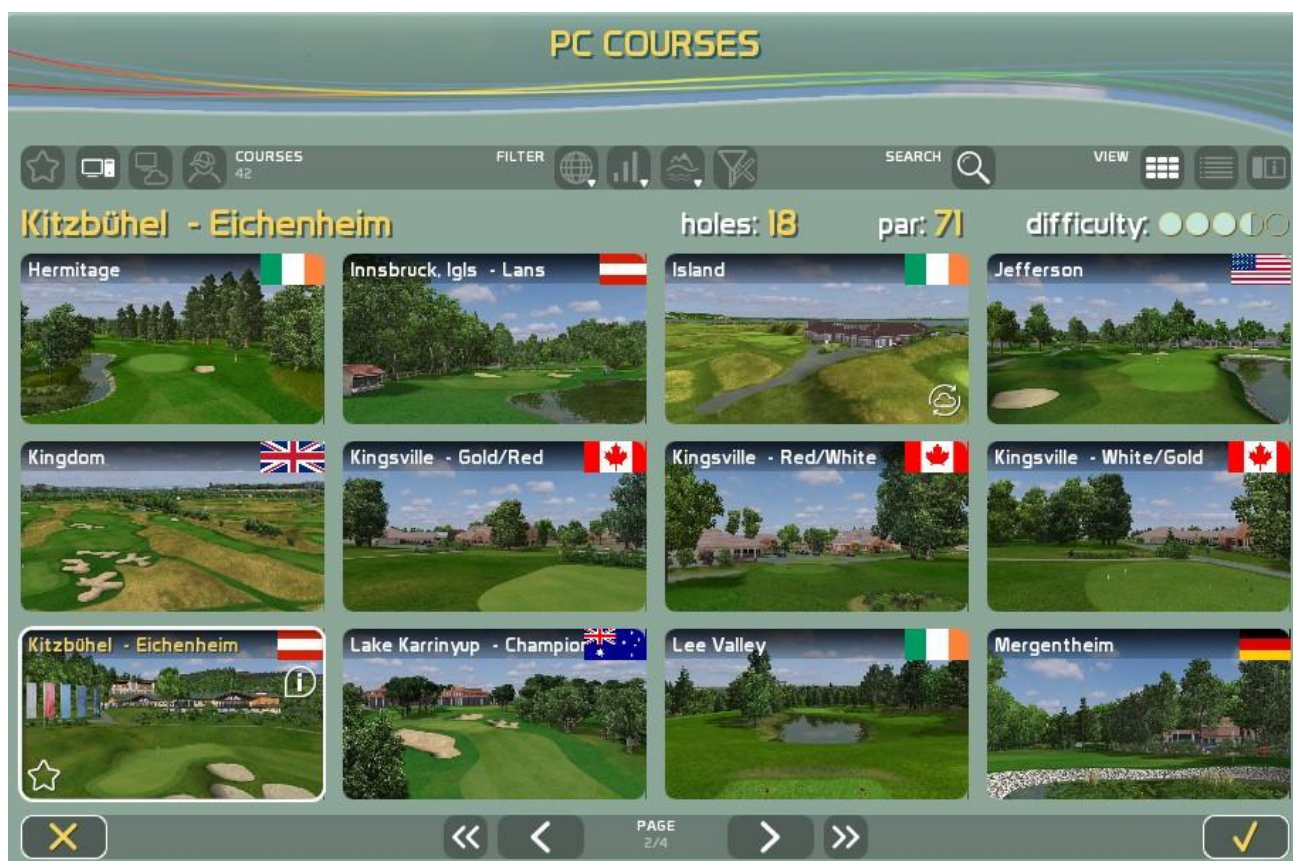 PC COURSES
COURSES
42
FILTER
SEARCH
VIEW
Kitzbühel - Eichenheim
holes: 18
par: 71
difficulty:
Hermitage
Innsbruck, Igls - Lans
Island
Jefferson
Kingdom
Kingsville - Gold/Red
Kingsville - Red/White
Kingsville - White/Gold
Kitzbühel - Eichenheim
Lake Karrinyup - Champion
Lee Valley
Mergentheim
PAGE
2/4